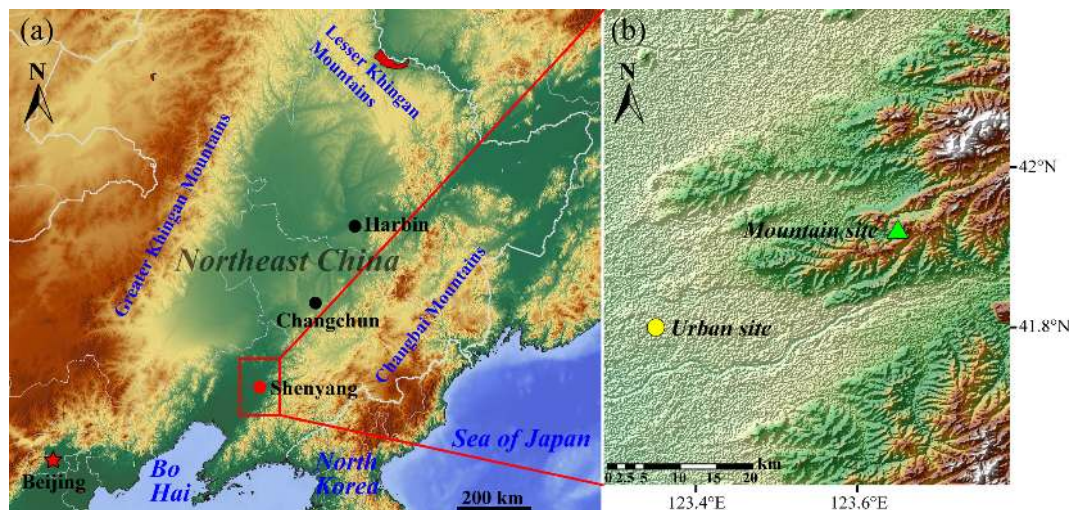 (a)
N
Lesser Khingan
Mountains
Greater Khingan Mountains
Harbin
Northeast China
Changchun
Changbai Mountains
Shenyang
Sea of Japan
Beijing
Bo
Hai
North
Korea
200 km
(b)
N
42°N
Mountain site
Urban site
41.8°N
km
0 2.5 5 10 15 20
123.4°E
123.6°E